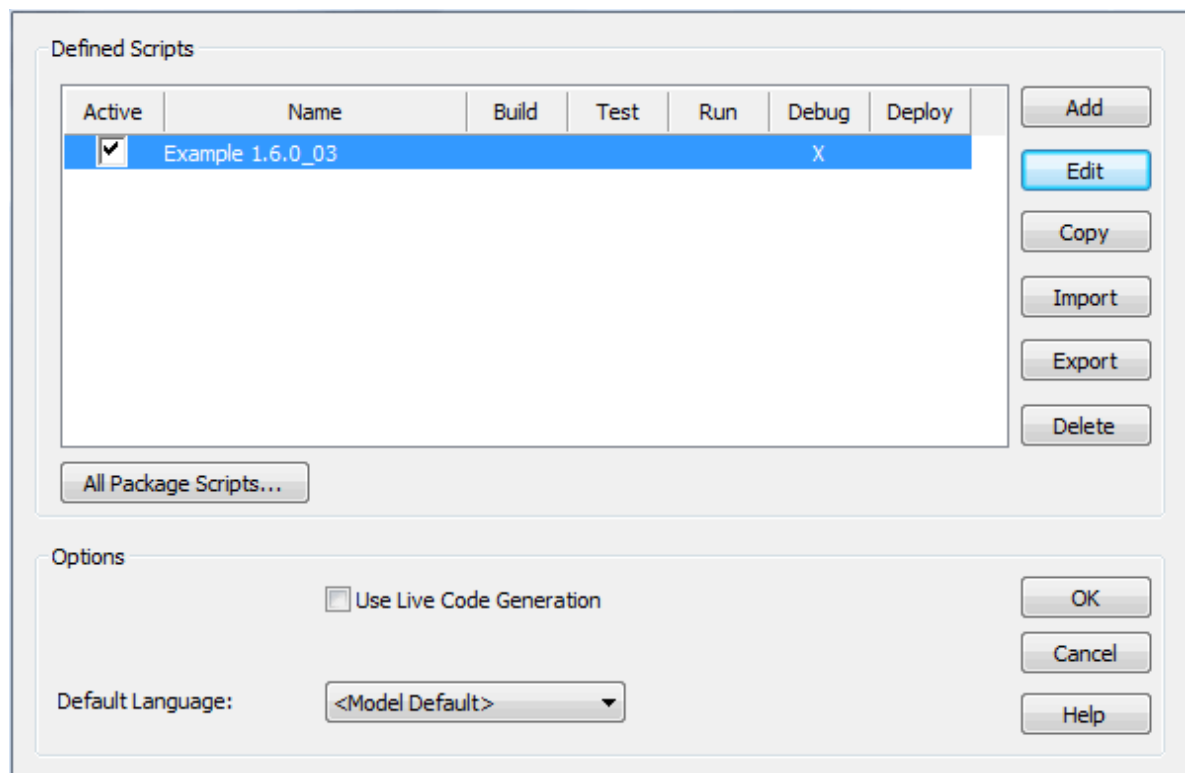 Defined Scripts
Active Name Build Test Run Debug Deploy
Example 1.6.0_03 X
Add
Edit
Copy
Import
Export
Delete
All Package Scripts...
Options
Use Live Code Generation
Default Language: <Model Default>
OK
Cancel
Help